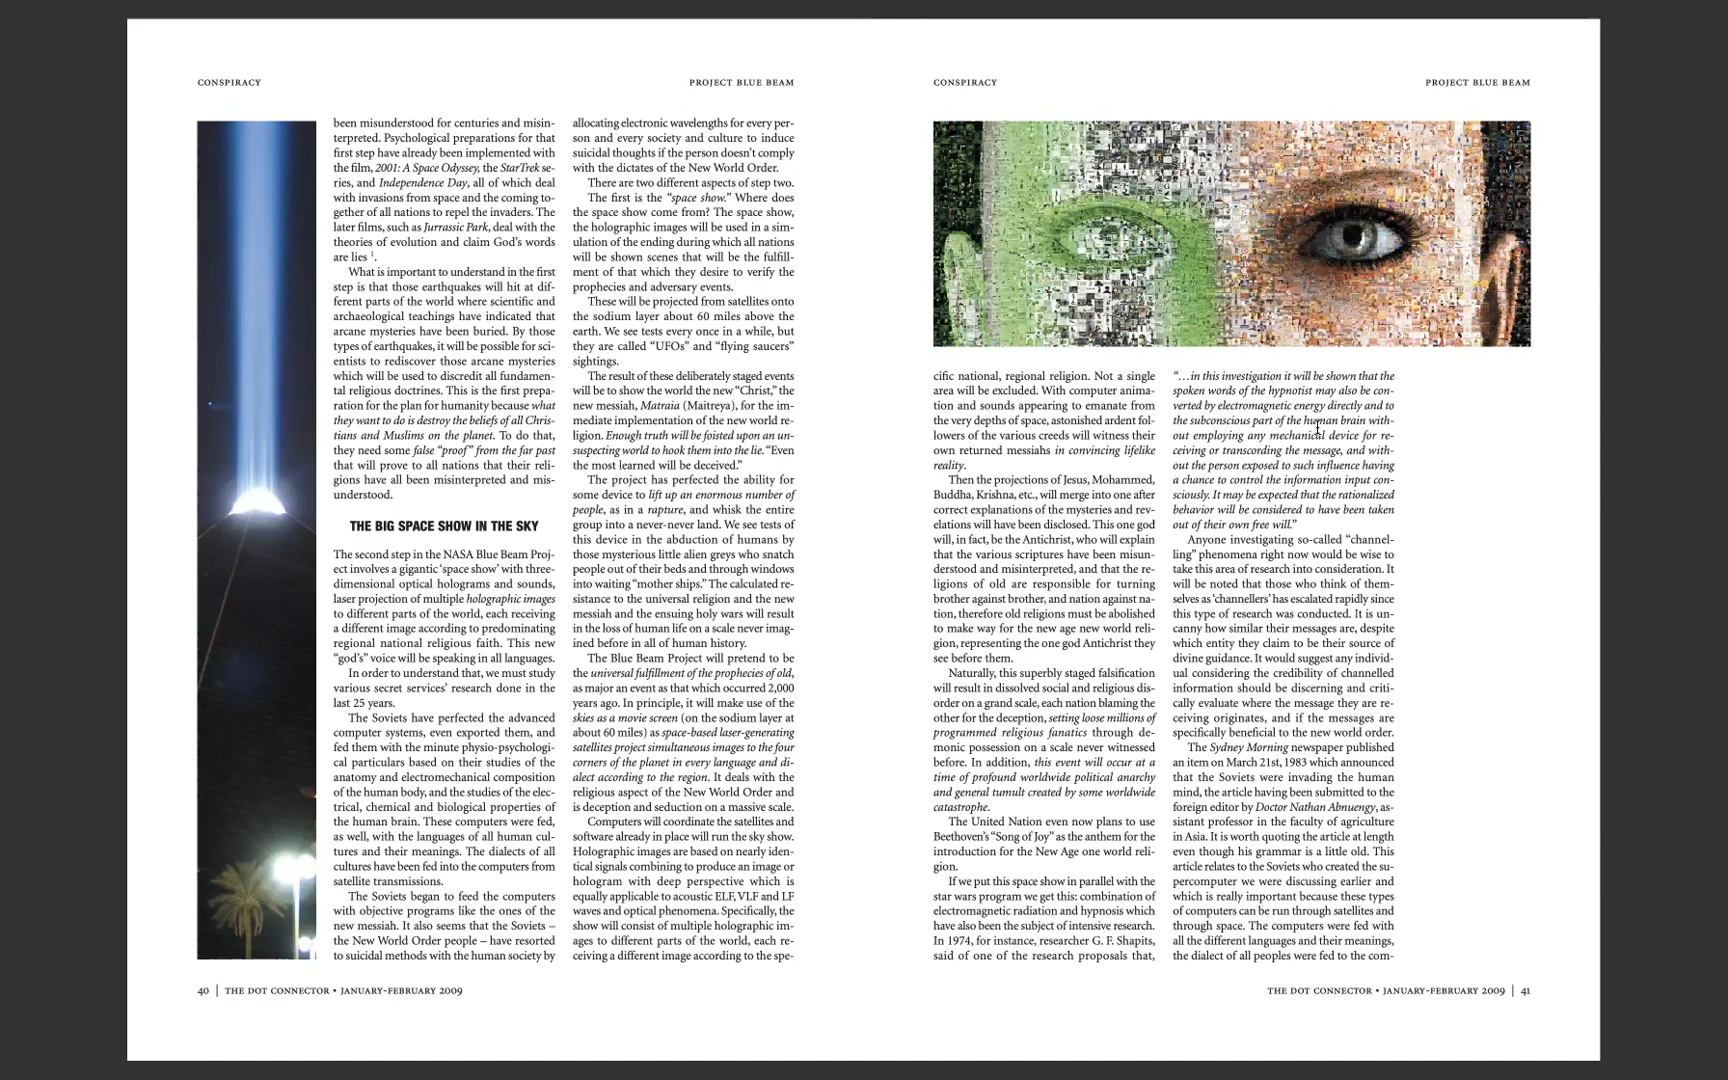 CONSPIRACY
PROJECT BLUE BEAM
been misunderstood for centuries and misin-
terpreted. Psychological preparations for that
first step have already been implemented with
the film, 2001: A Space Odyssey, the StarTrek se-
ries, and Independence Day, all of which deal
with invasions from space and the coming to-
gether of all nations to repel the invaders. The
later films, such as Jurrassic Park, deal with the
theories of evolution and claim God's words
are lies 1.
What is important to understand in the first
step is that those earthquakes will hit at dif-
ferent parts of the world where scientific and
archaeological teachings have indicated that
arcane mysteries have been buried. By those
types of earthquakes, it will be possible for sci-
entists to rediscover those arcane mysteries
which will be used to discredit all fundamen-
tal religious doctrines. This is the first prepa-
ration for the plan for humanity because what
they want to do is destroy the beliefs of all Chris-
tians and Muslims on the planet. To do that,
they need some false "proof" from the far past
that will prove to all nations that their reli-
gions have all been misinterpreted and mis-
understood.
THE BIG SPACE SHOW IN THE SKY
The second step in the NASA Blue Beam Proj-
ect involves a gigantic 'space show' with three-
dimensional optical holograms and sounds,
laser projection of multiple holographic images
to different parts of the world, each receiving
a different image according to predominating
regional national religious faith. This new
"god's" voice will be speaking in all languages.
In order to understand that, we must study
various secret services' research done in the
last 25 years.
The Soviets have perfected the advanced
computer systems, even exported them, and
fed them with the minute physio-psychologi-
cal particulars based on their studies of the
anatomy and electromechanical composition
of the human body, and the studies of the elec-
trical, chemical and biological properties of
the human brain. These computers were fed,
as well, with the languages of all human cul-
tures and their meanings. The dialects of all
cultures have been fed into the computers from
satellite transmissions.
The Soviets began to feed the computers
with objective programs like the ones of the
new messiah. It also seems that the Soviets –
the New World Order people – have resorted
to suicidal methods with the human society by
allocating electronic wavelengths for every per-
son and every society and culture to induce
suicidal thoughts if the person doesn't comply
with the dictates of the New World Order.
There are two different aspects of step two.
The first is the "space show." Where does
the space show come from? The space show,
the holographic images will be used in a sim-
ulation of the ending during which all nations
will be shown scenes that will be the fulfill-
ment of that which they desire to verify the
prophecies and adversary events.
These will be projected from satellites onto
the sodium layer about 60 miles above the
earth. We see tests every once in a while, but
they are called "UFOs" and "flying saucers"
sightings.
The result of these deliberately staged events
will be to show the world the new "Christ," the
new messiah, Matraia (Maitreya), for the im-
mediate implementation of the new world re-
ligion. Enough truth will be foisted upon an un-
suspecting world to hook them into the lie. "Even
the most learned will be deceived."
The project has perfected the ability for
some device to lift up an enormous number of
people, as in a rapture, and whisk the entire
group into a never-never land. We see tests of
this device in the abduction of humans by
those mysterious little alien greys who snatch
people out of their beds and through windows
into waiting "mother ships." The calculated re-
sistance to the universal religion and the new
messiah and the ensuing holy wars will result
in the loss of human life on a scale never imag-
ined before in all of human history.
The Blue Beam Project will pretend to be
the universal fulfillment of the prophecies of old,
as major an event as that which occurred 2,000
years ago. In principle, it will make use of the
skies as a movie screen (on the sodium layer at
about 60 miles) as space-based laser-generating
satellites project simultaneous images to the four
corners of the planet in every language and di-
alect according to the region. It deals with the
religious aspect of the New World Order and
is deception and seduction on a massive scale.
Computers will coordinate the satellites and
software already in place will run the sky show.
Holographic images are based on nearly iden-
tical signals combining to produce an image or
hologram with deep perspective which is
equally applicable to acoustic ELF, VLF and LF
waves and optical phenomena. Specifically, the
show will consist of multiple holographic im-
ages to different parts of the world, each re-
ceiving a different image according to the spe-
40 | THE DOT CONNECTOR • JANUARY-FEBRUARY 2009
CONSPIRACY
PROJECT BLUE BEAM
cific national, regional religion. Not a single
area will be excluded. With computer anima-
tion and sounds appearing to emanate from
the very depths of space, astonished ardent fol-
lowers of the various creeds will witness their
own returned messiahs in convincing lifelike
reality.
Then the projections of Jesus, Mohammed,
Buddha, Krishna, etc., will merge into one after
correct explanations of the mysteries and rev-
elations will have been disclosed. This one god
will, in fact, be the Antichrist, who will explain
that the various scriptures have been misun-
derstood and misinterpreted, and that the re-
ligions of old are responsible for turning
brother against brother, and nation against na-
tion, therefore old religions must be abolished
to make way for the new age new world reli-
gion, representing the one god Antichrist they
see before them.
Naturally, this superbly staged falsification
will result in dissolved social and religious dis-
order on a grand scale, each nation blaming the
other for the deception, setting loose millions of
programmed religious fanatics through de-
monic possession on a scale never witnessed
before. In addition, this event will occur at a
time of profound worldwide political anarchy
and general tumult created by some worldwide
catastrophe.
The United Nation even now plans to use
Beethoven's "Song of Joy" as the anthem for the
introduction for the New Age one world reli-
gion.
If we put this space show in parallel with the
star wars program we get this: combination of
electromagnetic radiation and hypnosis which
have also been the subject of intensive research.
In 1974, for instance, researcher G. F. Shapits,
said of one of the research proposals that,
"…in this investigation it will be shown that the
spoken words of the hypnotist may also be con-
verted by electromagnetic energy directly and to
the subconscious part of the human brain with-
out employing any mechanical device for re-
ceiving or transcording the message, and with-
out the person exposed to such influence having
a chance to control the information input con-
sciously. It may be expected that the rationalized
behavior will be considered to have been taken
out of their own free will."
Anyone investigating so-called "channel-
ling" phenomena right now would be wise to
take this area of research into consideration. It
will be noted that those who think of them-
selves as 'channellers' has escalated rapidly since
this type of research was conducted. It is un-
canny how similar their messages are, despite
which entity they claim to be their source of
divine guidance. It would suggest any individ-
ual considering the credibility of channelled
information should be discerning and criti-
cally evaluate where the message they are re-
ceiving originates, and if the messages are
specifically beneficial to the new world order.
The Sydney Morning newspaper published
an item on March 21st, 1983 which announced
that the Soviets were invading the human
mind, the article having been submitted to the
foreign editor by Doctor Nathan Abnuengy, as-
sistant professor in the faculty of agriculture
in Asia. It is worth quoting the article at length
even though his grammar is a little old. This
article relates to the Soviets who created the su-
percomputer we were discussing earlier and
which is really important because these types
of computers can be run through satellites and
through space. The computers were fed with
all the different languages and their meanings,
the dialect of all peoples were fed to the com-
THE DOT CONNECTOR • JANUARY-FEBRUARY 2009 | 41